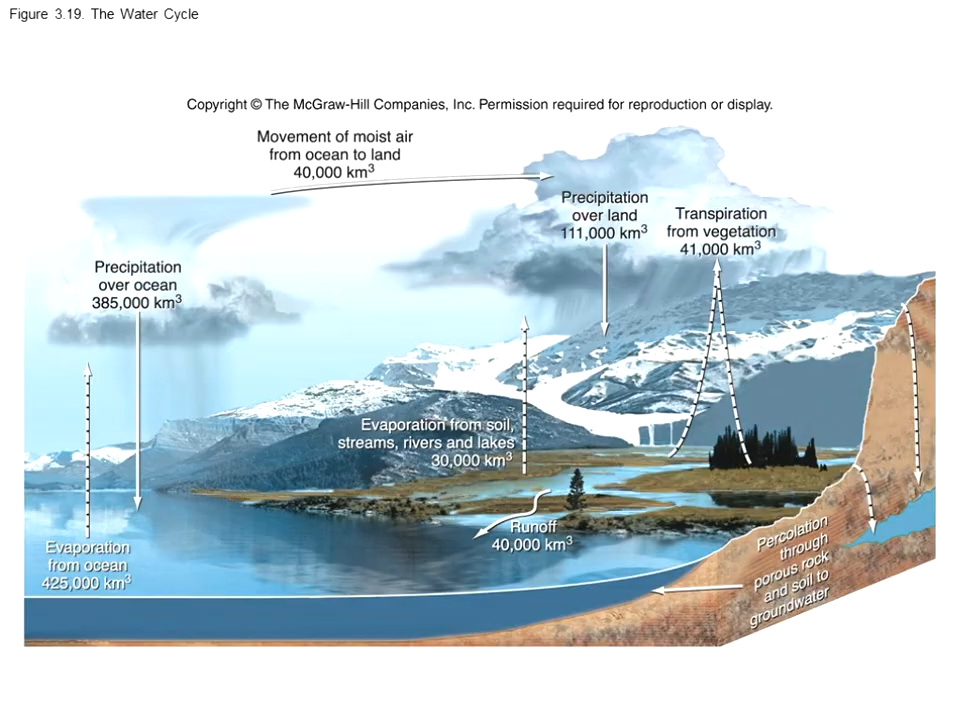 Figure 3.19. The Water Cycle
Copyright © The McGraw-Hill Companies, Inc. Permission required for reproduction or display.
Movement of moist air
from ocean to land
40,000 km³
Precipitation
over land
111,000 km³
Transpiration
from vegetation
41,000 km³
Precipitation
over ocean
385,000 km³
Evaporation from soil,
streams, rivers and lakes
30,000 km³
Runoff
40,000 km³
Evaporation
from ocean
425,000 km³
Percolation
through
porous rock
and soil to
groundwater